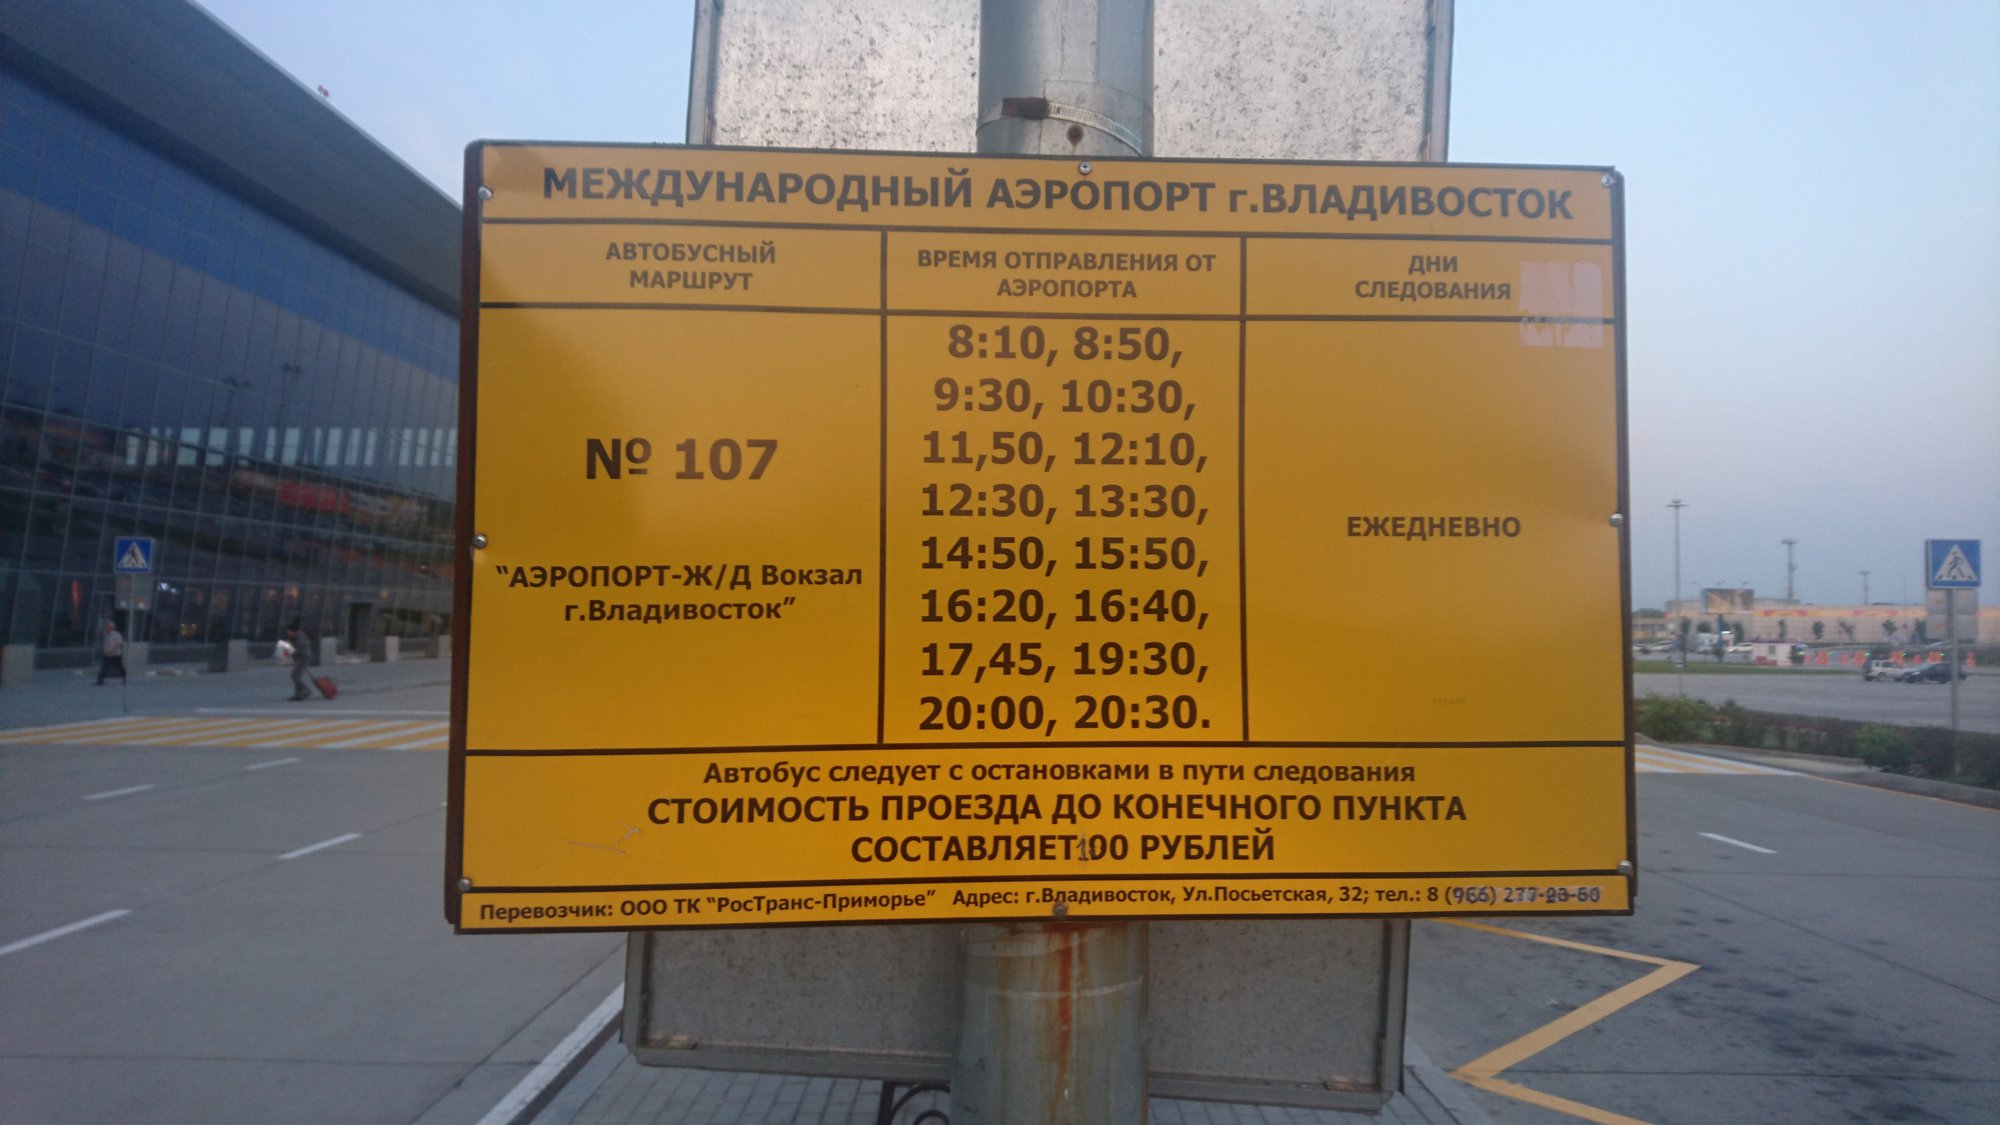 МЕЖДУНАРОДНЫЙ АЭРОПОРТ г.ВЛАДИВОСТОК
АВТОБУСНЫЙ
МАРШРУТ
ВРЕМЯ ОТПРАВЛЕНИЯ ОТ
АЭРОПОРТА
ДНИ
СЛЕДОВАНИЯ
№ 107
"АЭРОПОРТ-Ж/Д Вокзал
г.Владивосток"
8:10, 8:50,
9:30, 10:30,
11,50, 12:10,
12:30, 13:30,
14:50, 15:50,
16:20, 16:40,
17,45, 19:30,
20:00, 20:30.
ЕЖЕДНЕВНО
Автобус следует с остановками в пути следования
СТОИМОСТЬ ПРОЕЗДА ДО КОНЕЧНОГО ПУНКТА
СОСТАВЛЯЕТ РУБЛЕЙ
Перевозчик: ООО ТК "РосТранс-Приморье" Адрес: г.Владивосток, Ул.Посьетская, 32; тел.: 8